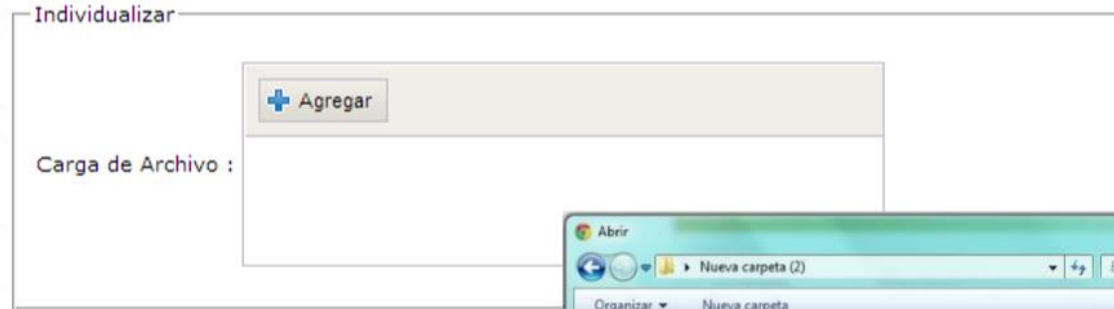 Individualizar
Agregar
Carga de Archivo :
Abrir
Nueva carpeta (2)
Organizar
Nueva carpeta